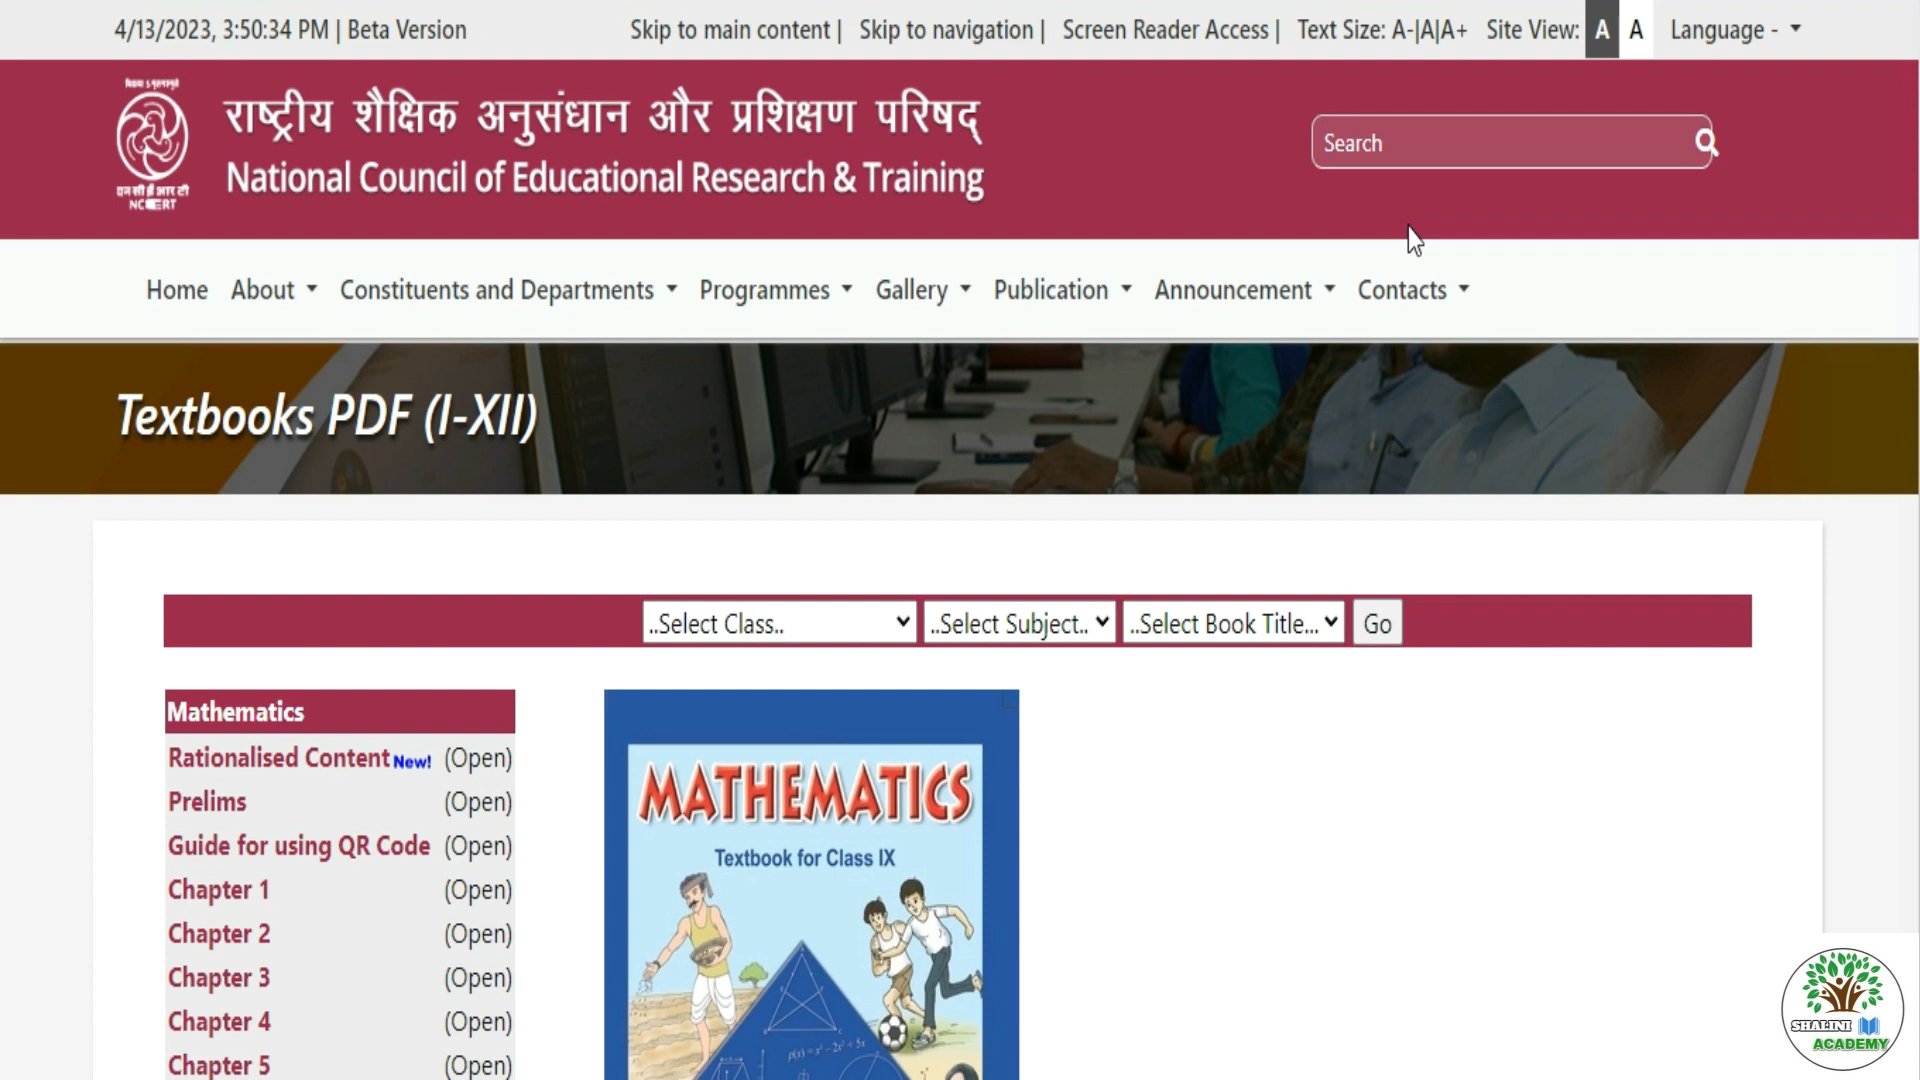 4/13/2023, 3:50:34 PM | Beta Version
Skip to main content | Skip to navigation | Screen Reader Access | Text Size: A-|A|A+ Site View: A A Language -
राष्ट्रीय शैक्षिक अनुसंधान और प्रशिक्षण परिषद्
National Council of Educational Research & Training
एन सी ई आर टी
NCERT
Search
Home About Constituents and Departments Programmes Gallery Publication Announcement Contacts
Textbooks PDF (I-XII)
..Select Class.. ..Select Subject.. ..Select Book Title... Go
Mathematics
Rationalised Content New! (Open)
Prelims (Open)
Guide for using QR Code (Open)
Chapter 1 (Open)
Chapter 2 (Open)
Chapter 3 (Open)
Chapter 4 (Open)
Chapter 5 (Open)
MATHEMATICS
Textbook for Class IX
SHALINI
ACADEMY